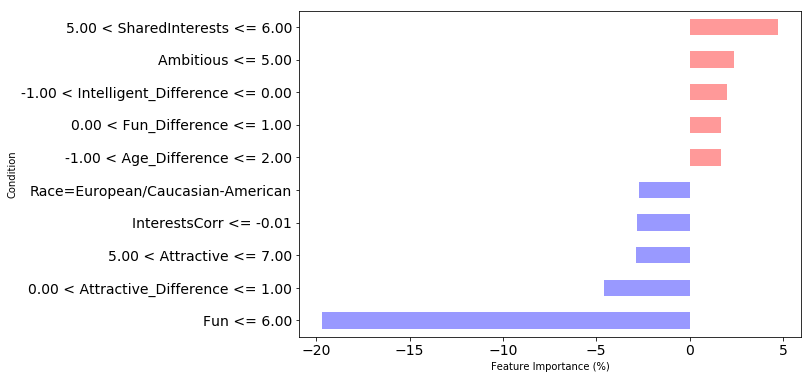 5.00 < SharedInterests <= 6.00
Ambitious <= 5.00
-1.00 < Intelligent_Difference <= 0.00
0.00 < Fun_Difference <= 1.00
-1.00 < Age_Difference <= 2.00
Race=European/Caucasian-American
InterestsCorr <= -0.01
5.00 < Attractive <= 7.00
0.00 < Attractive_Difference <= 1.00
Fun <= 6.00
Condition
−20 −15 −10 −5 0 5
Feature Importance (%)